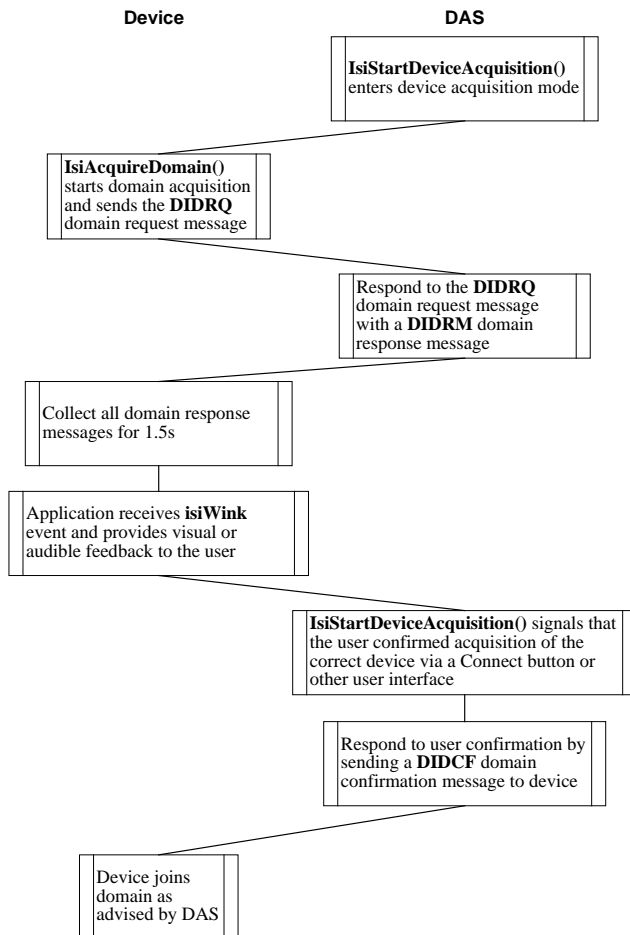 Device DAS
IsiStartDeviceAcquisition()
enters device acquisition mode
IsiAcquireDomain()
starts domain acquisition
and sends the DIDRQ
domain request message
Respond to the DIDRQ
domain request message
with a DIDRM domain
response message
Collect all domain response
messages for 1.5s
Application receives isiWink
event and provides visual or
audible feedback to the user
IsiStartDeviceAcquisition() signals that
the user confirmed acquisition of the
correct device via a Connect button or
other user interface
Respond to user confirmation by
sending a DIDCF domain
confirmation message to device
Device joins
domain as
advised by DAS